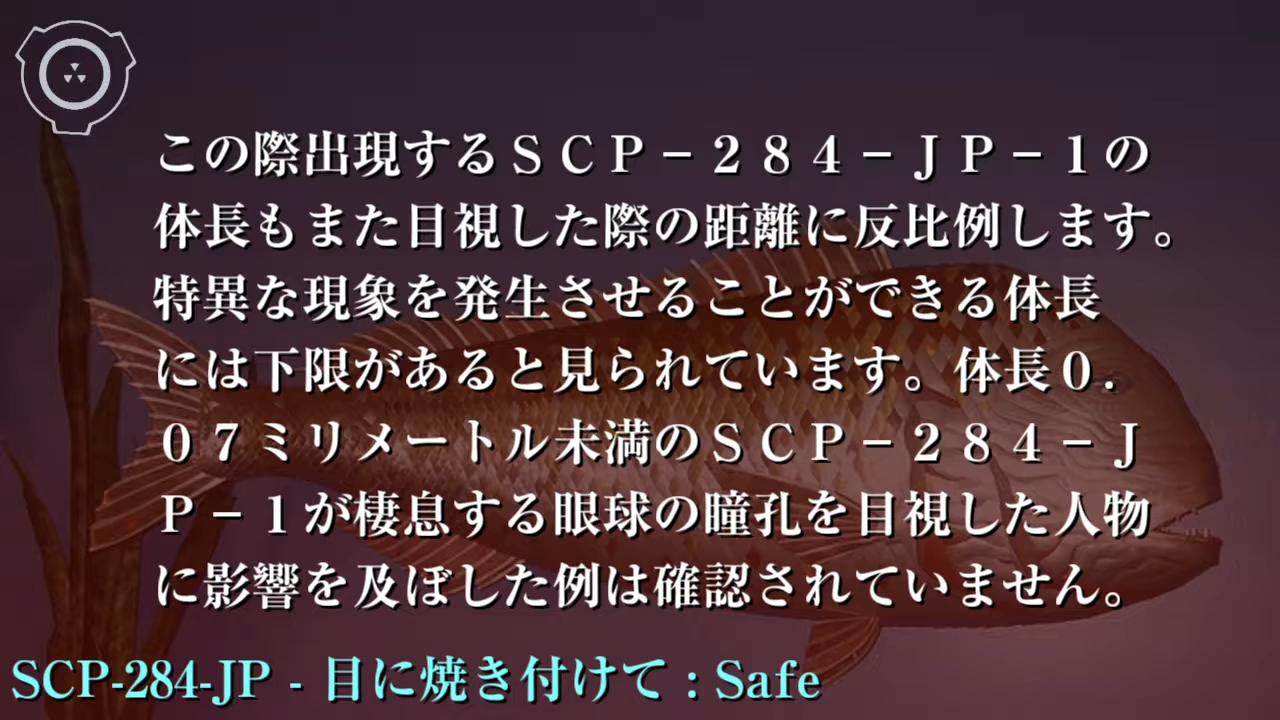 この際出現するＳＣＰ－２８４－ＪＰ－１の
体長もまた目視した際の距離に反比例します。
特異な現象を発生させることができる体長
には下限があると見られています。体長０．
０７ミリメートル未満のＳＣＰ－２８４－Ｊ
Ｐ－１が棲息する眼球の瞳孔を目視した人物
に影響を及ぼした例は確認されていません。
SCP-284-JP - 目に焼き付けて : Safe